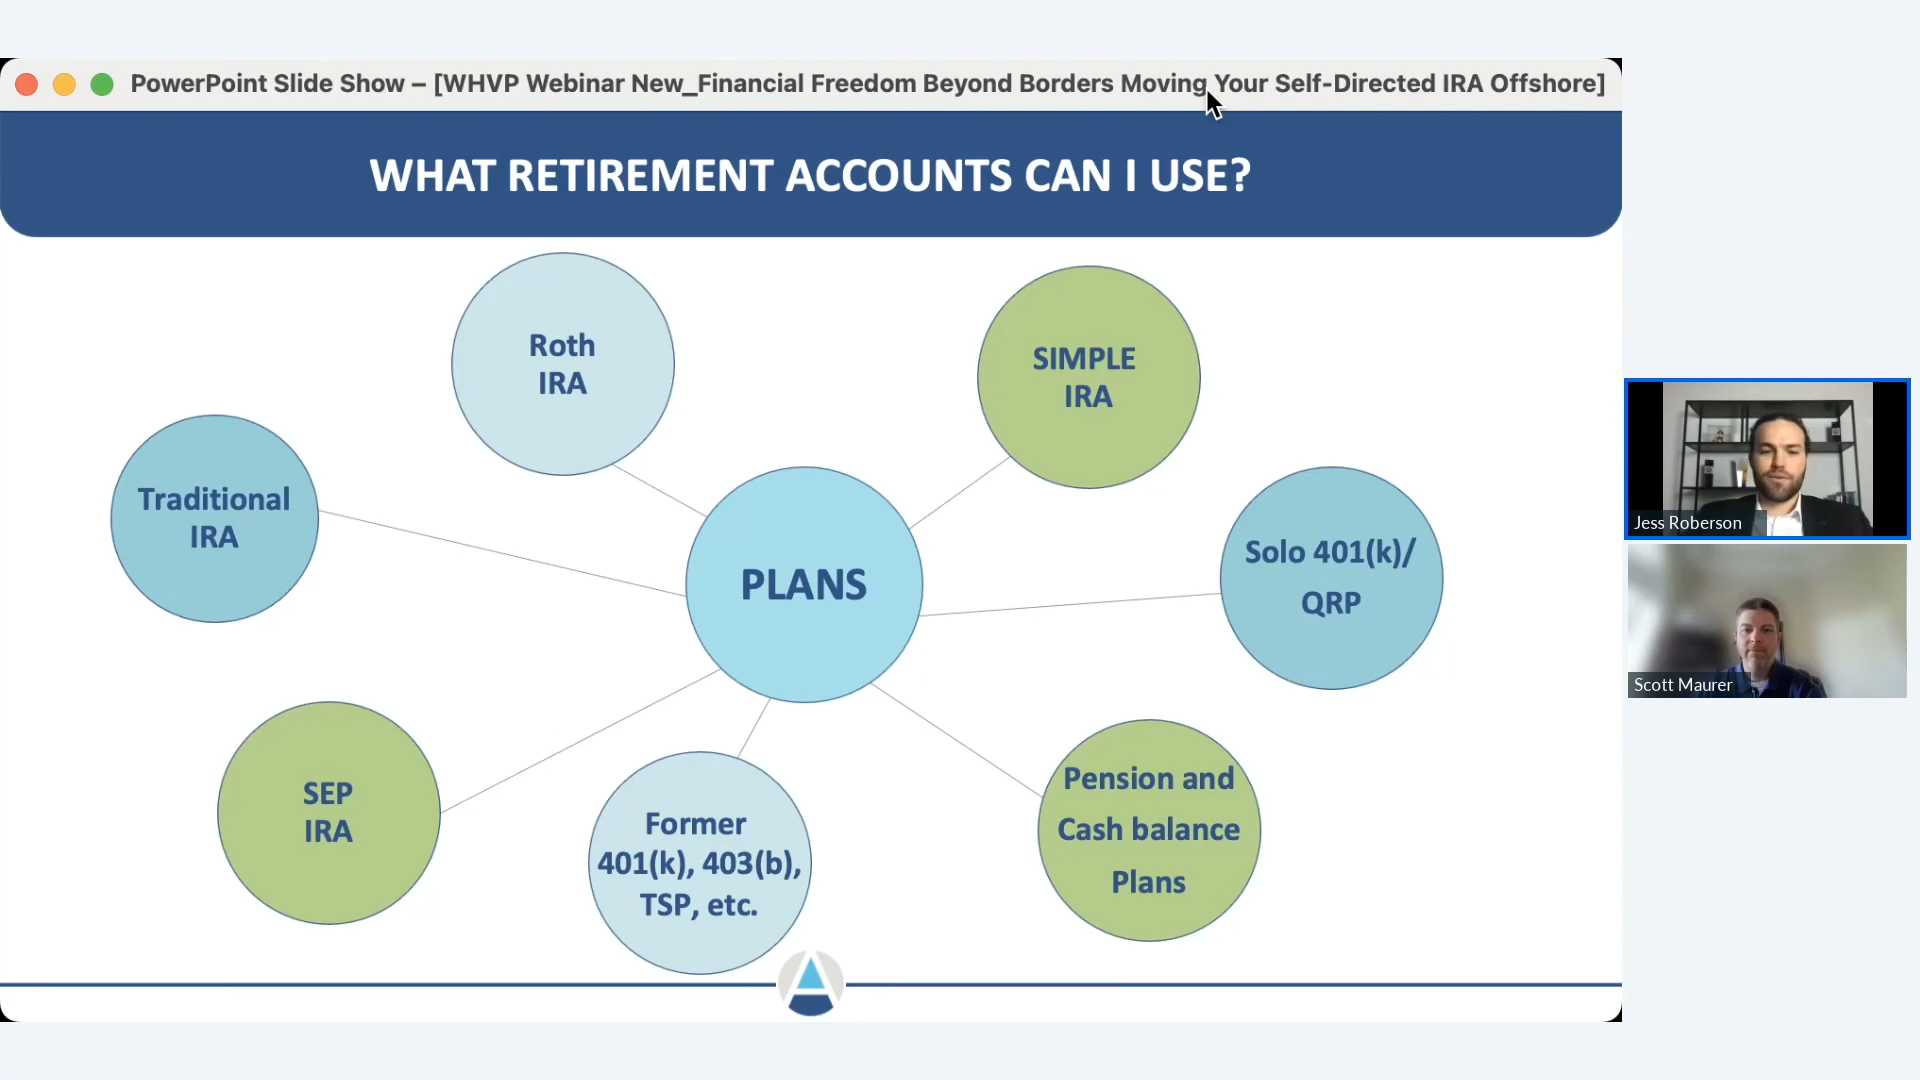 PowerPoint Slide Show – [WHVP Webinar New_Financial Freedom Beyond Borders Moving Your Self-Directed IRA Offshore]
WHAT RETIREMENT ACCOUNTS CAN I USE?
Roth
IRA
SIMPLE
IRA
Traditional
IRA
Solo 401(k)/
QRP
PLANS
SEP
IRA
Former
401(k), 403(b),
TSP, etc.
Pension and
Cash balance
Plans
Jess Roberson
Scott Maurer